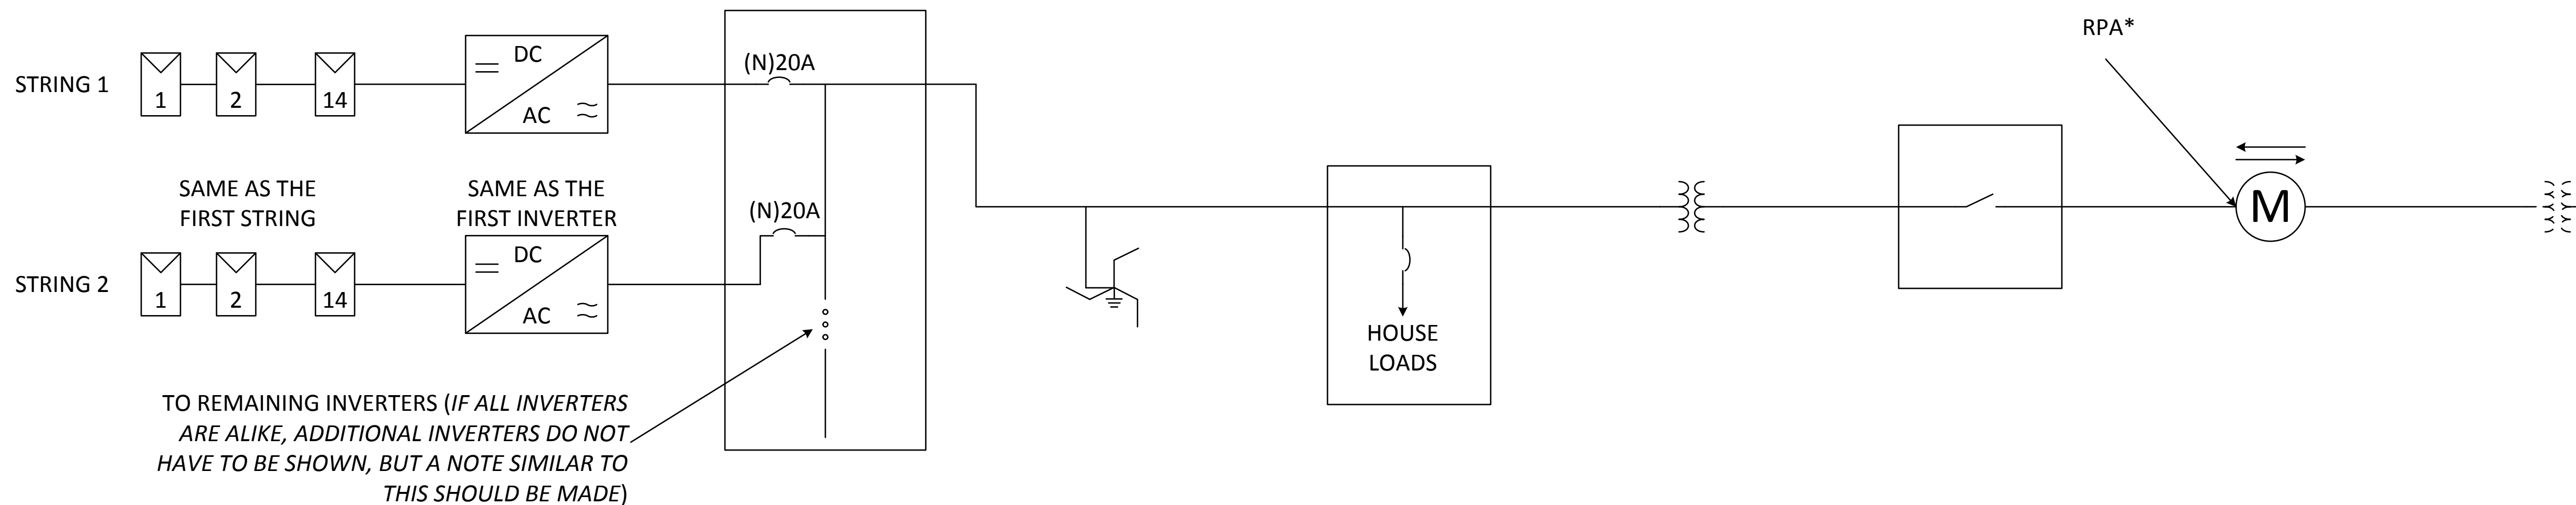 RPA*
(N)20A
DC
AC
STRING 1
1
2
14
SAME AS THE
FIRST STRING
SAME AS THE
FIRST INVERTER
(N)20A
M
STRING 2
1
2
14
DC
AC
HOUSE
LOADS
TO REMAINING INVERTERS (IF ALL INVERTERS
ARE ALIKE, ADDITIONAL INVERTERS DO NOT
HAVE TO BE SHOWN, BUT A NOTE SIMILAR TO
THIS SHOULD BE MADE)